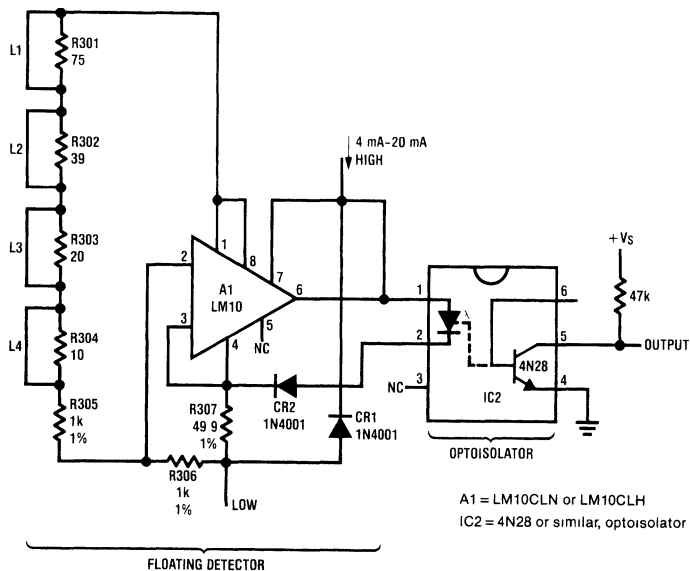 L1
R301
75
L2
R302
39
L3
R303
20
L4
R304
10
R305
1k
1%
R306
1k
1%
2
3
1
8
7
6
5
4
A1
LM10
NC
R307
49 9
1%
CR2
1N4001
CR1
1N4001
LOW
4 mA-20 mA
HIGH
1
2
3
NC
6
5
4
4N28
IC2
OPTOISOLATOR
+VS
47k
OUTPUT
A1 = LM10CLN or LM10CLH
IC2 = 4N28 or similar, optoisolator
FLOATING DETECTOR